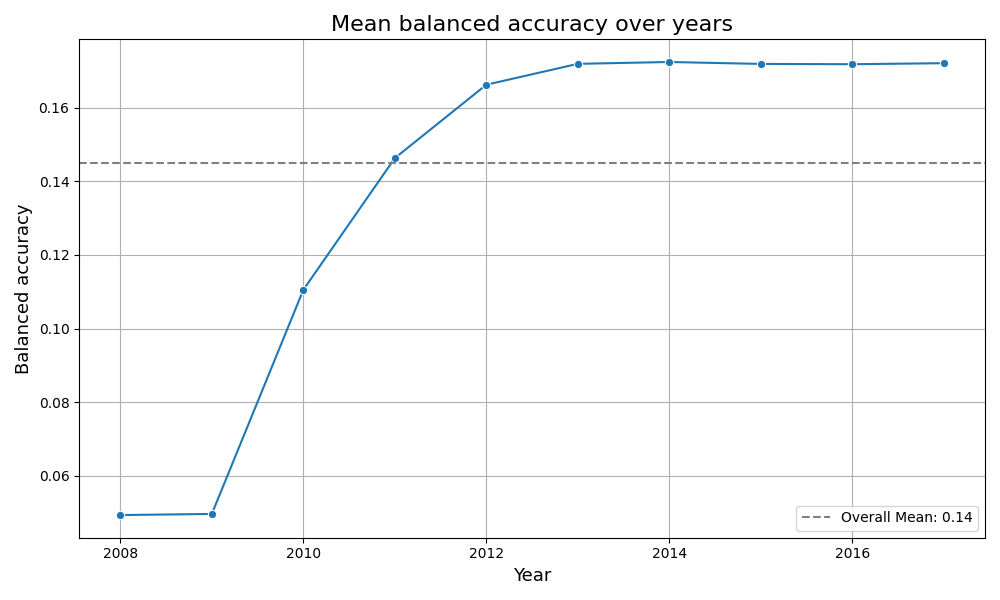 Mean balanced accuracy over years
Balanced accuracy
0.16
0.14
0.12
0.10
0.08
0.06
Overall Mean: 0.14
2008 2010 2012 2014 2016
Year